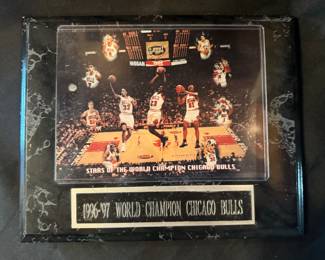 STARS OF THE WORLD CHAMPION CHICAGO BULLS
1996-'97 WORLD CHAMPION CHICAGO BULLS